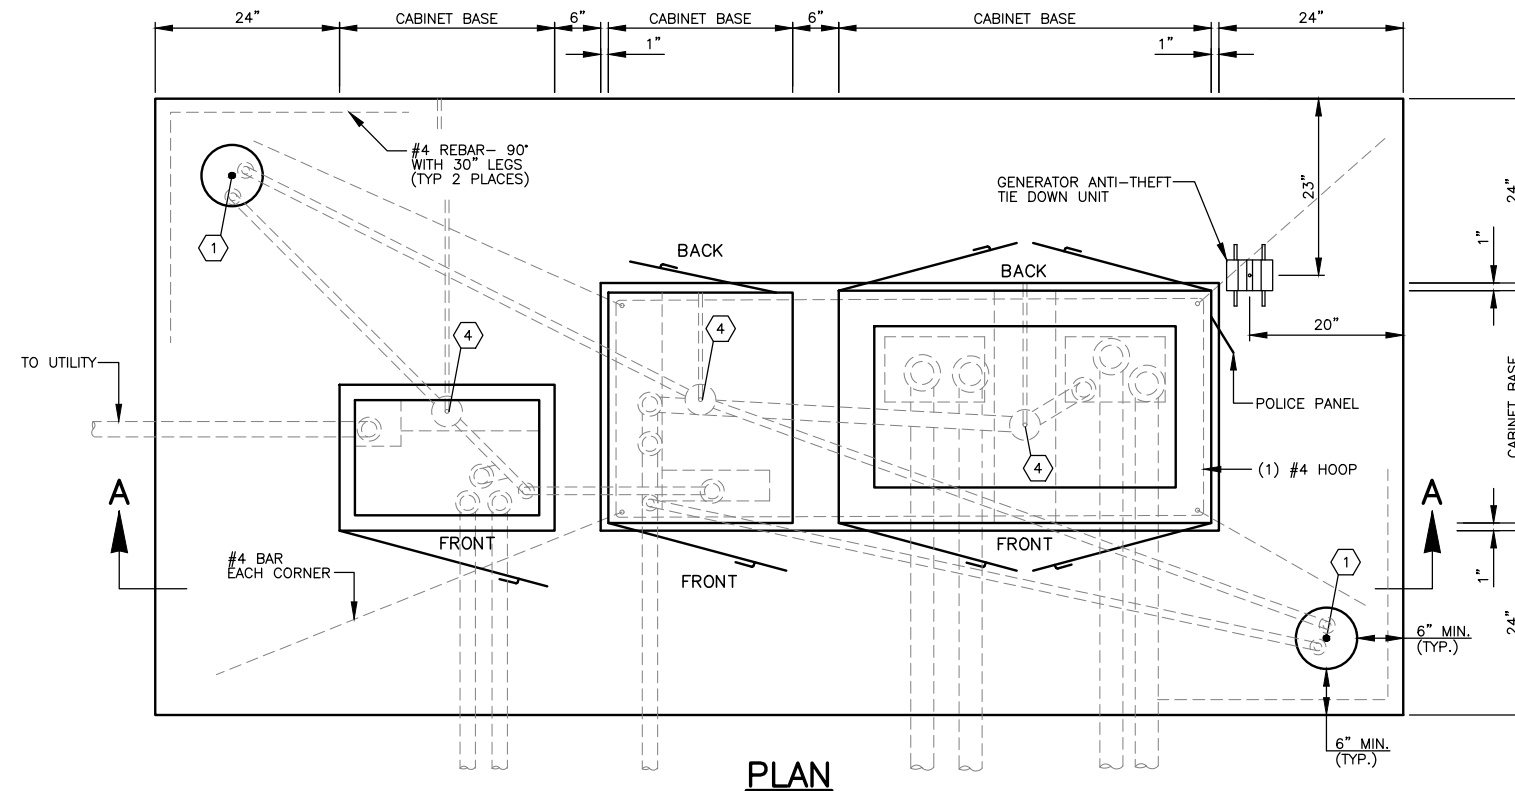 24"
CABINET BASE
6"
CABINET BASE
6"
CABINET BASE
24"
1"
1"
#4 REBAR- 90°
WITH 30" LEGS
(TYP 2 PLACES)
GENERATOR ANTI-THEFT
TIE DOWN UNIT
23"
24"
1
BACK
BACK
1"
4
4
20"
TO UTILITY
POLICE PANEL
CABINET BASE
4
(1) #4 HOOP
A
A
FRONT
FRONT
#4 BAR
EACH CORNER
FRONT
1
1"
24"
6" MIN.
(TYP.)
6" MIN.
(TYP.)
PLAN